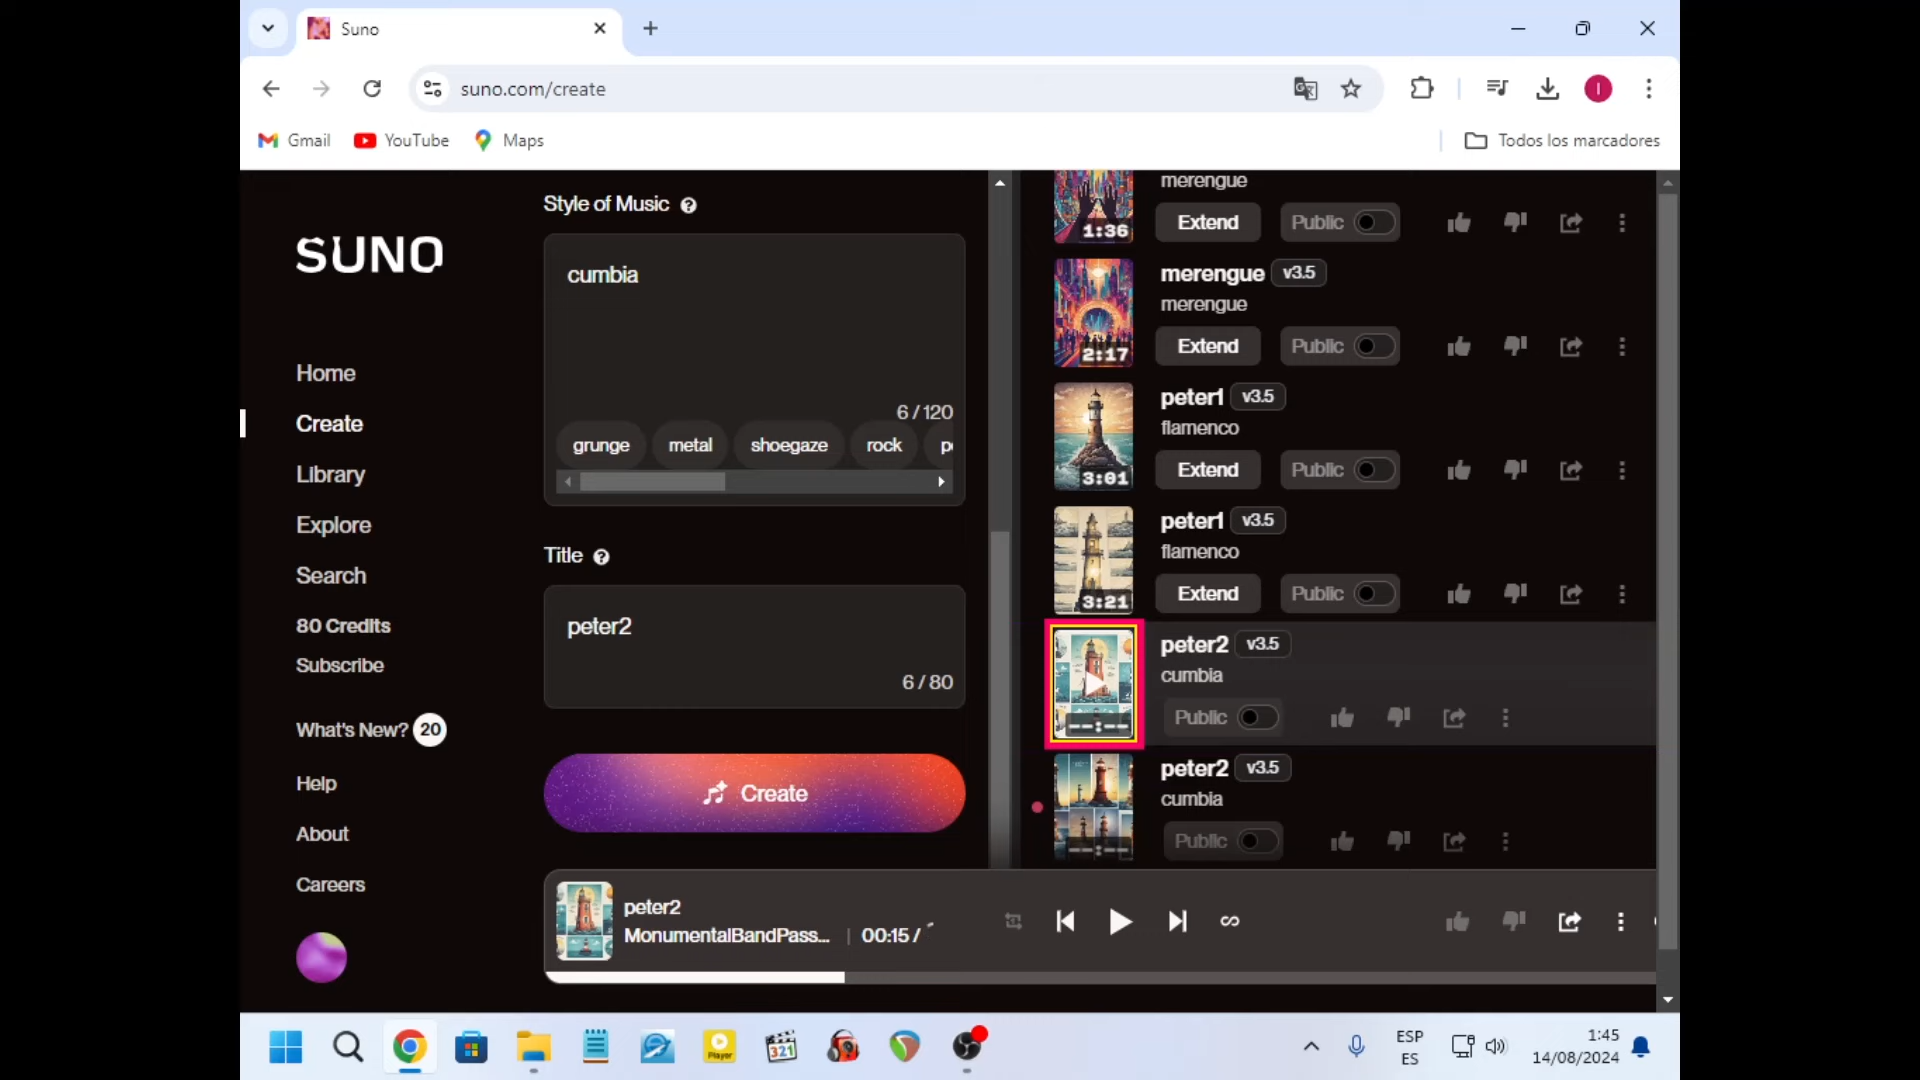 Suno
suno.com/create
Gmail
YouTube
Maps
Todos los marcadores
SUNO
Home
Create
Library
Explore
Search
80 Credits
Subscribe
What's New? 20
Help
About
Careers
Style of Music
cumbia
6 / 120
grunge
metal
shoegaze
rock
Title
peter2
6 / 80
Create
merengue
1:36
Extend
Public
merengue v3.5
merengue
2:17
Extend
Public
peter1 v3.5
flamenco
3:01
Extend
Public
peter1 v3.5
flamenco
3:21
Extend
Public
peter2 v3.5
cumbia
--:--
Public
peter2 v3.5
cumbia
--:--
Public
peter2
MonumentalBandPass... | 00:15 /
Player
321
ESP
ES
1:45
14/08/2024